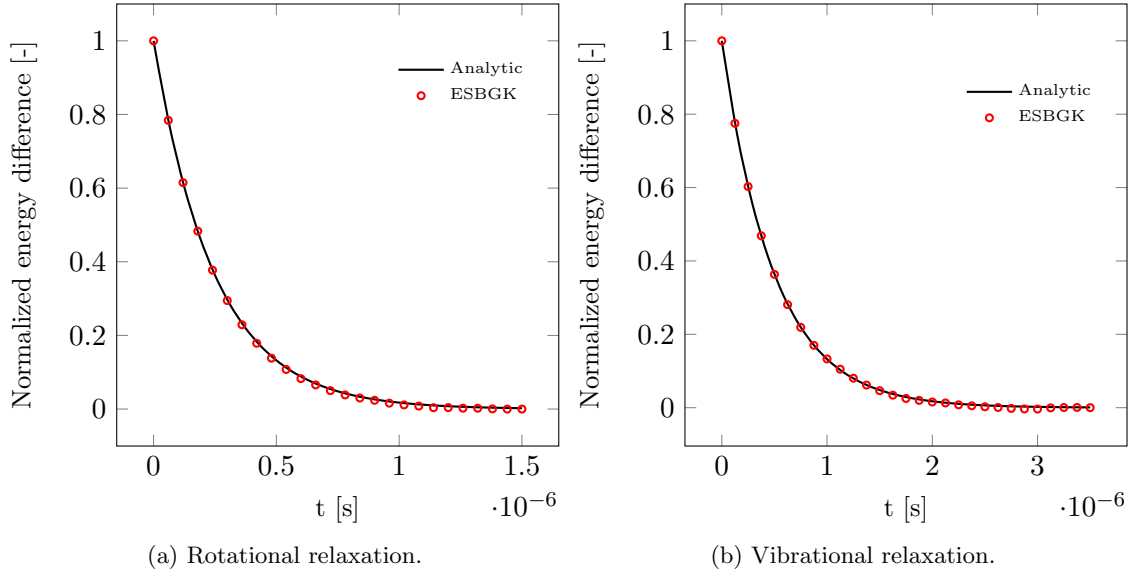 Normalized energy difference [-]
1
0.8
0.6
0.4
0.2
0
Analytic
ESBGK
0 0.5 1 1.5
·10⁻⁶
t [s]
(a) Rotational relaxation.
Normalized energy difference [-]
1
0.8
0.6
0.4
0.2
0
Analytic
ESBGK
0 1 2 3
·10⁻⁶
t [s]
(b) Vibrational relaxation.